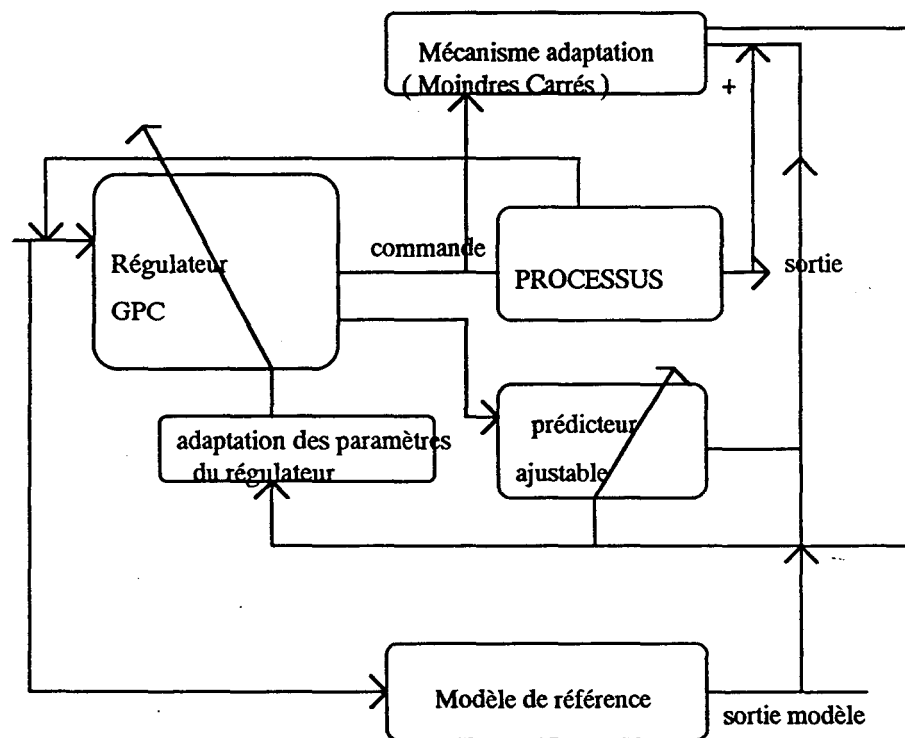 Mécanisme adaptation
( Moindres Carrés )
+
commande
Régulateur
GPC
PROCESSUS
sortie
prédicteur
ajustable
adaptation des paramètres
du régulateur
Modèle de référence
sortie modèle